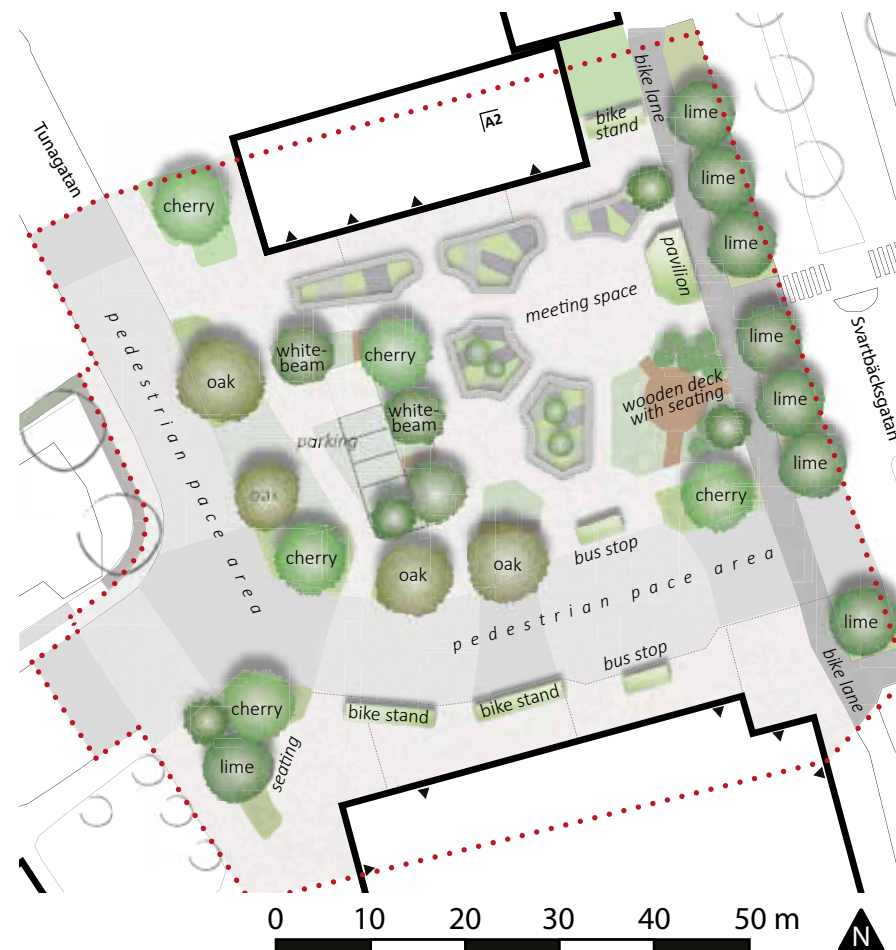 A2
bike lane
bike
stand
lime
Tunagatan
lime
cherry
lime
pavilion
meeting space
pedestrian pace area
Svartbäcksgatan
lime
white-
beam
cherry
oak
wooden deck
with seating
lime
white-
beam
parking
lime
oak
cherry
cherry
bus stop
oak
oak
pedestrian pace area
lime
bus stop
bike lane
cherry
bike stand
bike stand
seating
lime
0 10 20 30 40 50 m
N